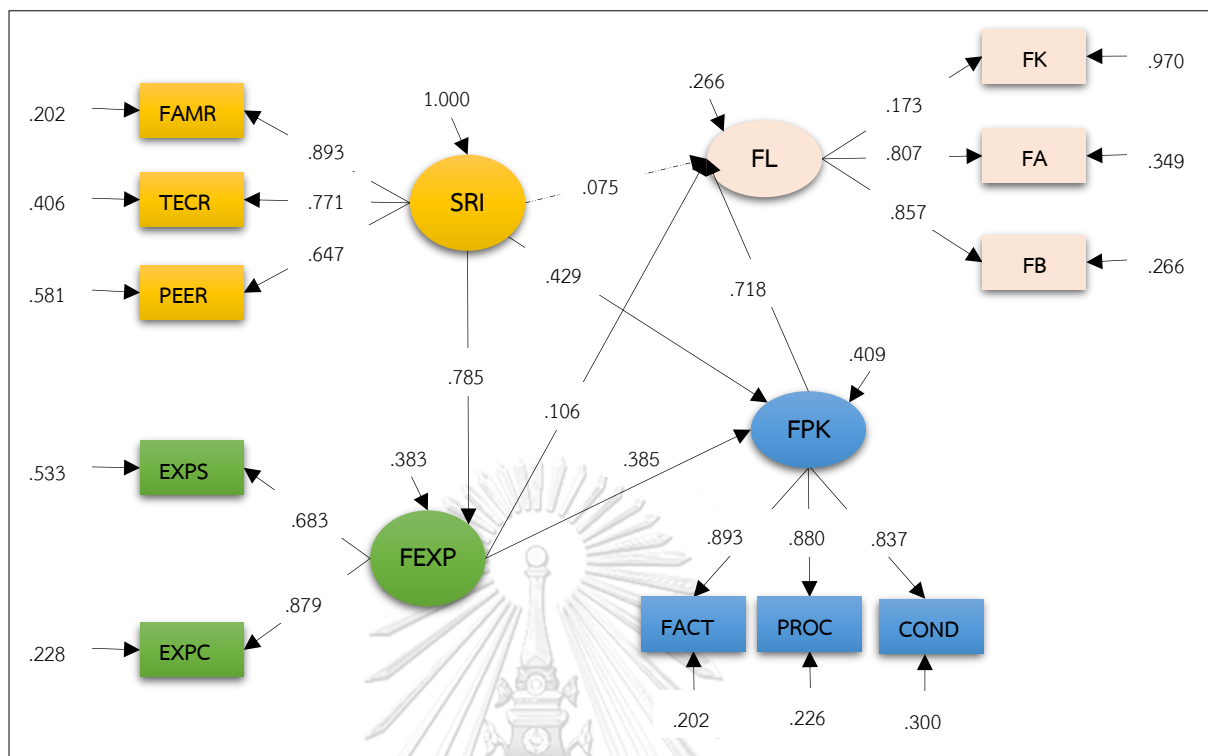 .970
FK
.266
1.000
.202
FAMR
.173
.893
FL
.807
FA
.349
.406
TECR
.771
SRI
.075
.857
.647
FB
.266
.581
PEER
.429
.718
.785
.409
.106
FPK
.533
EXPS
.383
.385
.683
.893
.880
.837
FEXP
.879
FACT
PROC
COND
.228
EXPC
.202
.226
.300